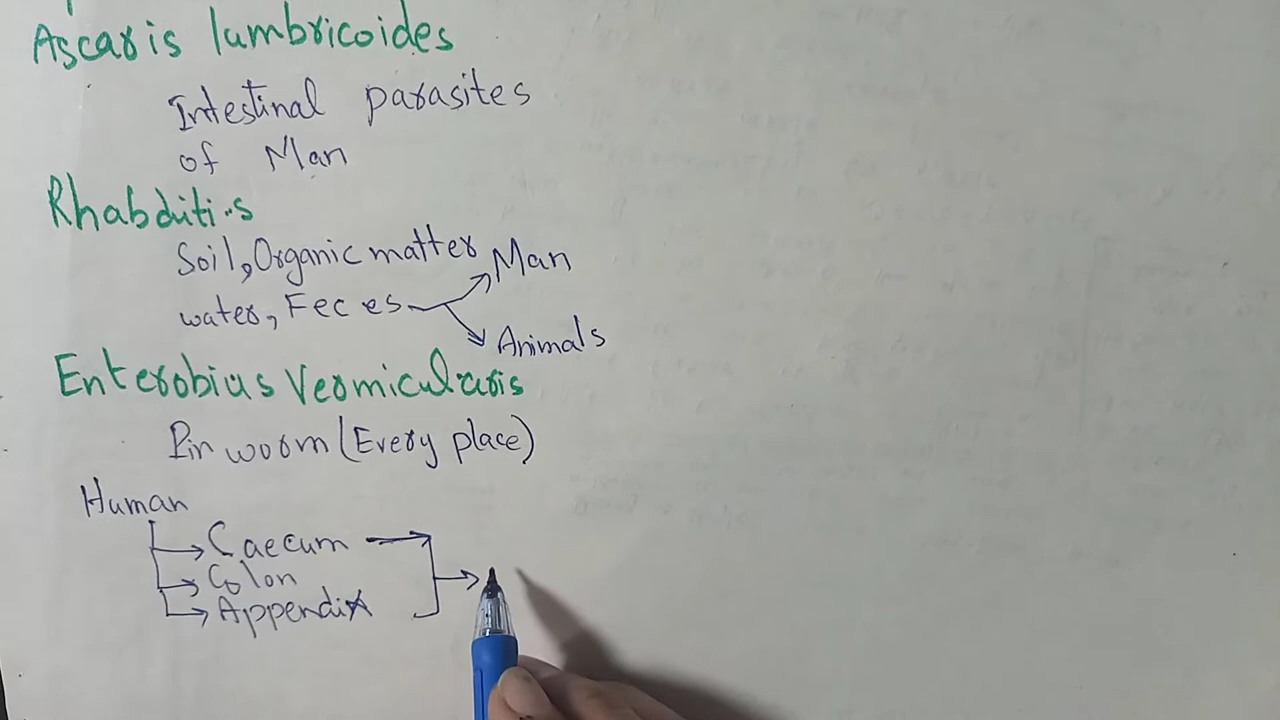 Ascaris lumbricoides
Intestinal parasites
of Man
Rhabditis
Soil, Organic matter Man
water, Feces
Animals
Enterobius Vermicularis
Pin worm (Every place)
Human
Caecum
Colon
Appendix